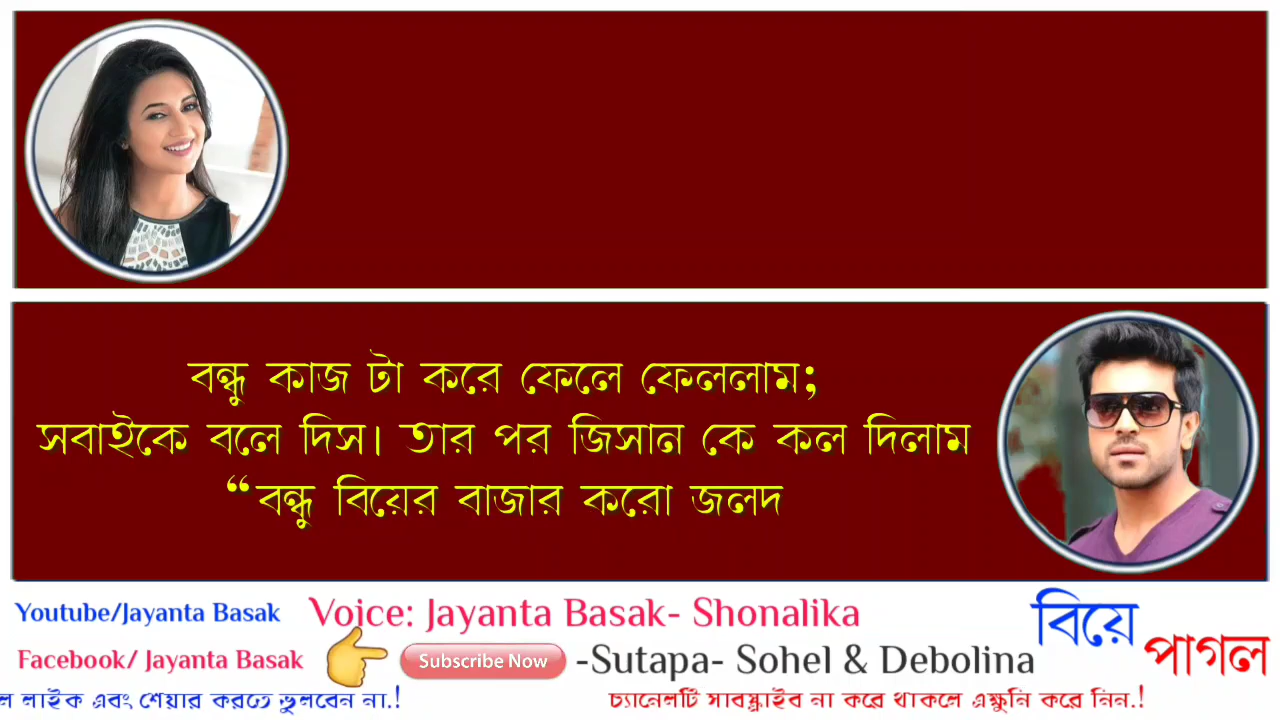 বন্ধু কাজ টা করে ফেলে ফেললাম;
সবাইকে বলে দিস। তার পর জিসান কে কল দিলাম
“বন্ধু বিয়ের বাজার করো জলদ
Youtube/Jayanta Basak
Voice: Jayanta Basak- Shonalika
বিয়ে
পাগল
Facebook/ Jayanta Basak
Subscribe Now
-Sutapa- Sohel & Debolina
ল লাইক এবং শেয়ার করতে ভুলবেন না.!
চ্যানেলটি সাবস্ক্রাইব না করে থাকলে এক্ষুনি করে নিন.!